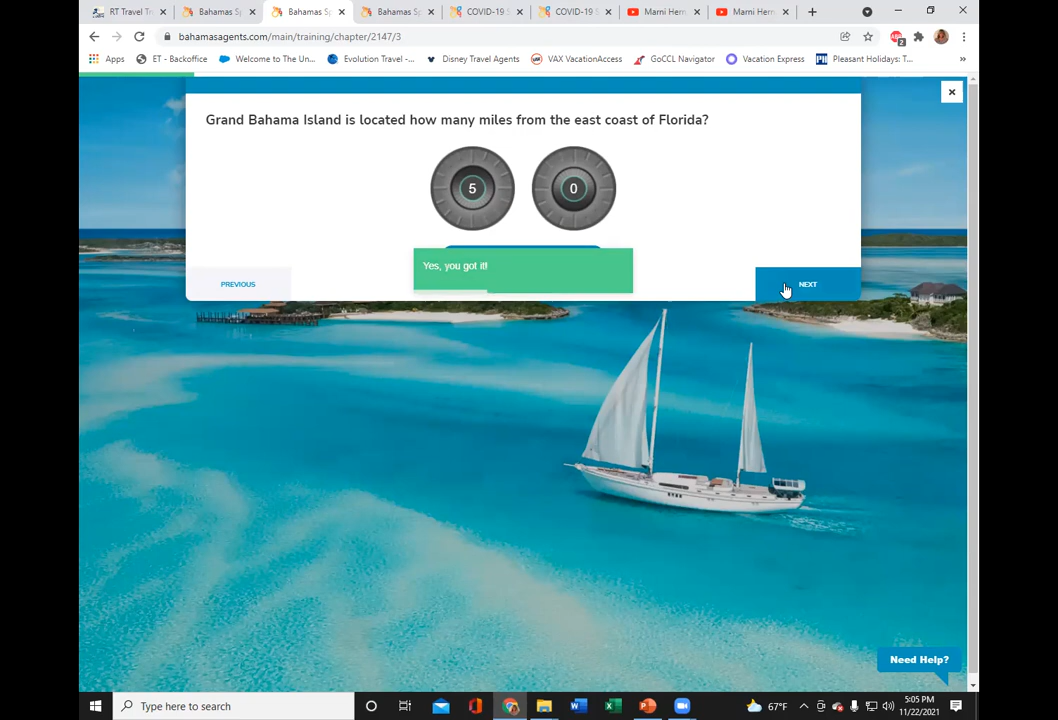 RT Travel Tr
Bahamas Sp
Bahamas Sp
Bahamas Sp
COVID-19 S
COVID-19 S
Marni Hern
Marni Hern
bahamasagents.com/main/training/chapter/2147/3
2
Apps
ET - Backoffice
Welcome to The Un...
Evolution Travel -...
Disney Travel Agents
VAX VacationAccess
GoCCL Navigator
Vacation Express
Pleasant Holidays: T...
Grand Bahama Island is located how many miles from the east coast of Florida?
5 0
Yes, you got it!
PREVIOUS
NEXT
Need Help?
Type here to search
67°F
5:05 PM
11/22/2021